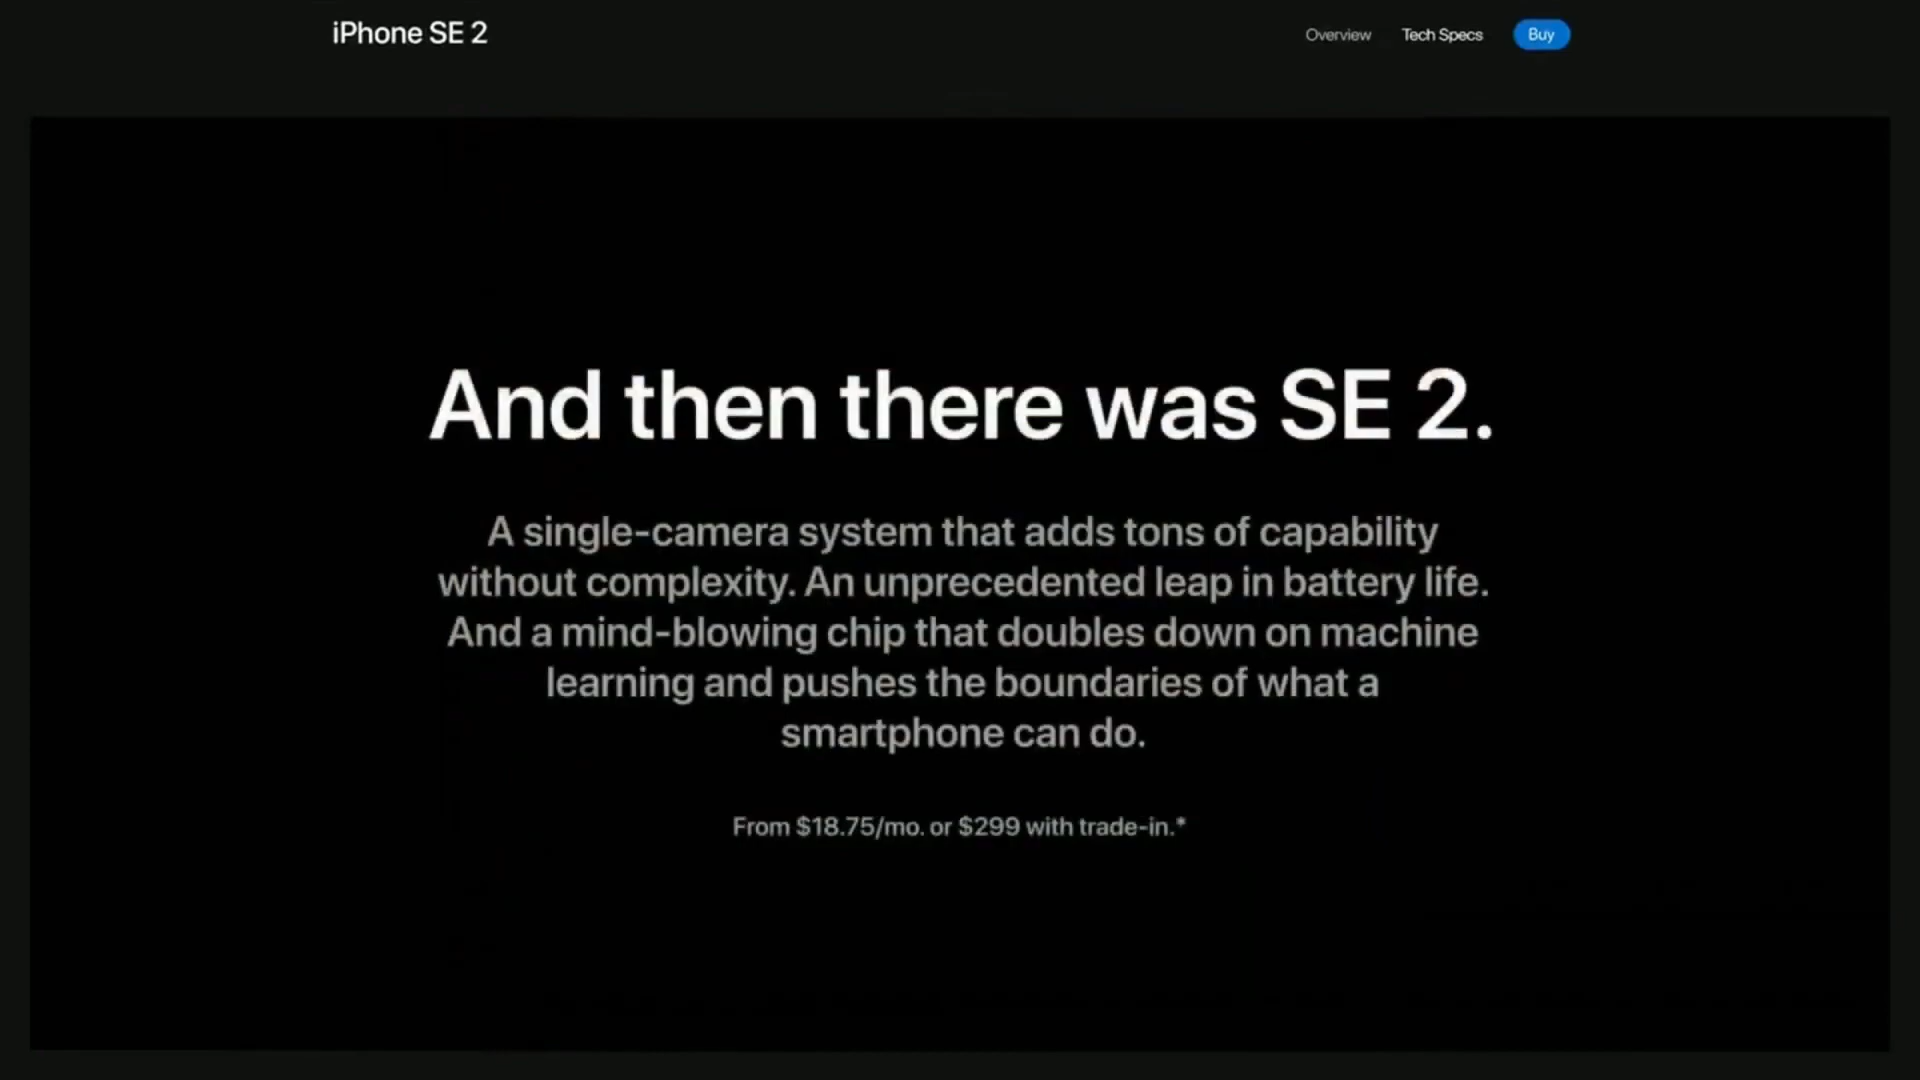 iPhone SE 2
Overview
Tech Specs
Buy
And then there was SE 2.
A single-camera system that adds tons of capability
without complexity. An unprecedented leap in battery life.
And a mind-blowing chip that doubles down on machine
learning and pushes the boundaries of what a
smartphone can do.
From $18.75/mo. or $299 with trade-in.*